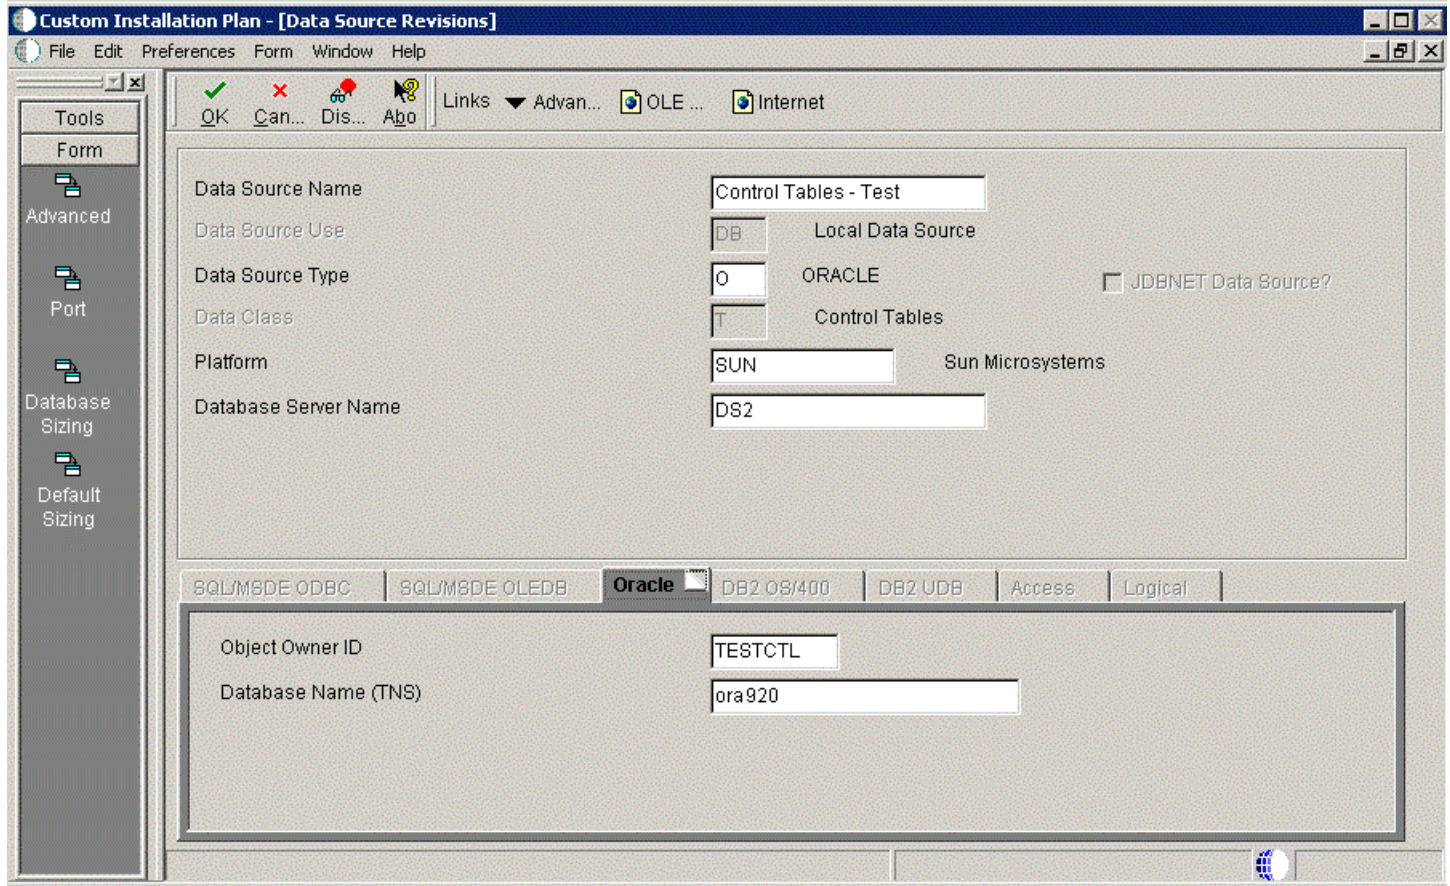 Custom Installation Plan - [Data Source Revisions]
File Edit Preferences Form Window Help
OK Can... Dis... Abo Links Advan... OLE ... Internet
Tools
Form
Advanced
Port
Database
Sizing
Default
Sizing
Data Source Name Control Tables - Test
Data Source Use DB Local Data Source
Data Source Type O ORACLE JDBNET Data Source?
Data Class T Control Tables
Platform SUN Sun Microsystems
Database Server Name DS2
SQL/MSDE ODBC SQL/MSDE OLEDB Oracle DB2 OS/400 DB2 UDB Access Logical
Object Owner ID TESTCTL
Database Name (TNS) ora920